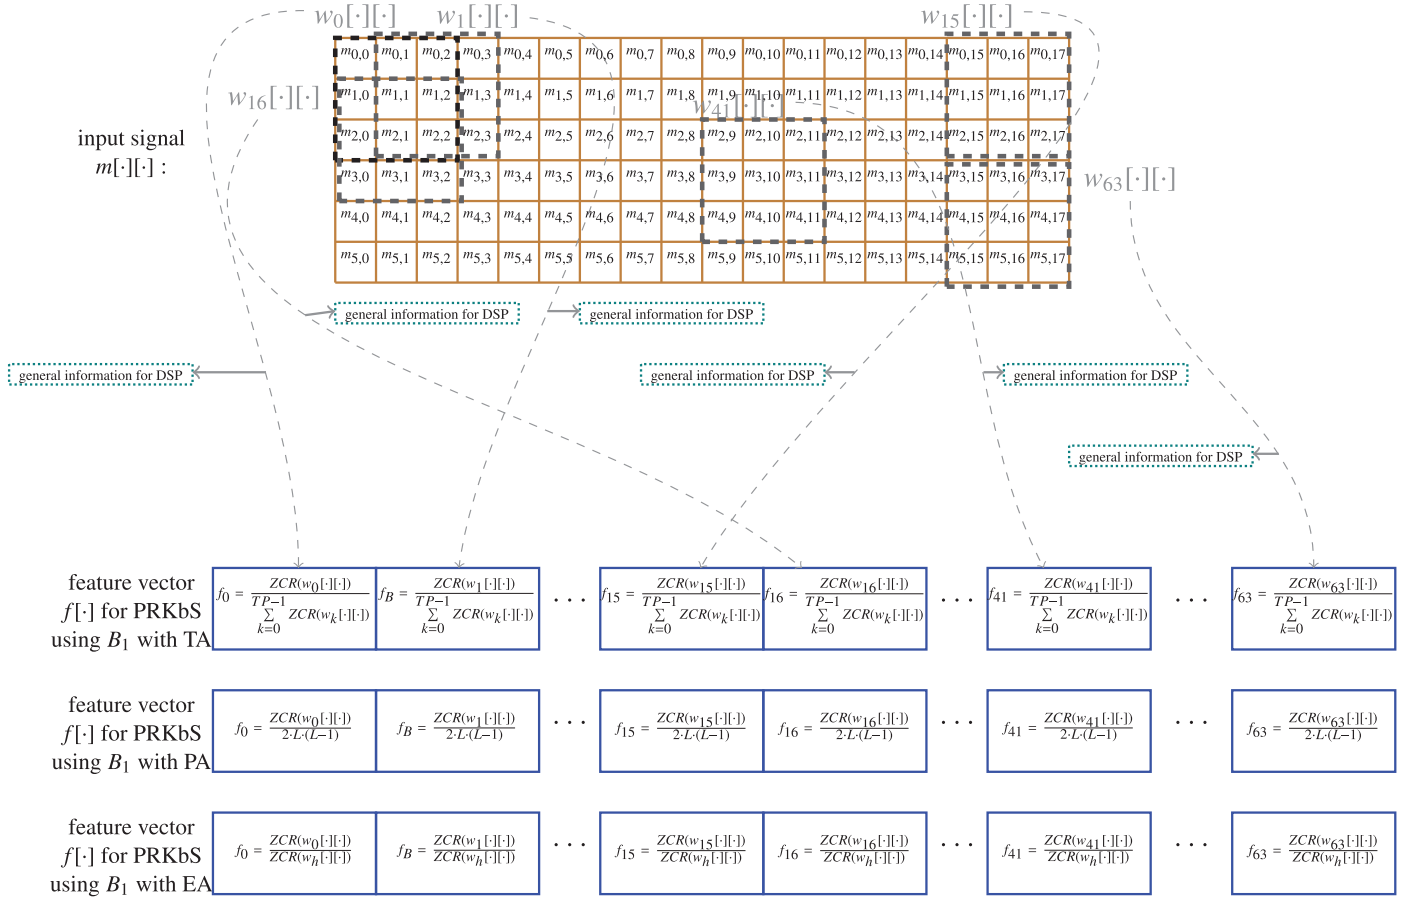 w0[·][·] w1[·][·] w15[·][·]
m0,0 m0,1 m0,2 m0,3 m0,4 m0,5 m0,6 m0,7 m0,8 m0,9 m0,10 m0,11 m0,12 m0,13 m0,14 m0,15 m0,16 m0,17
w16[·][·]
m1,0 m1,1 m1,2 m1,3 m1,4 m1,5 m1,6 m1,7 m1,8 m1,9 m1,10 m1,11 m1,12 m1,13 m1,14 m1,15 m1,16 m1,17
w41[·][·]
input signal
m[·][·] :
m2,0 m2,1 m2,2 m2,3 m2,4 m2,5 m2,6 m2,7 m2,8 m2,9 m2,10 m2,11 m2,12 m2,13 m2,14 m2,15 m2,16 m2,17
m3,0 m3,1 m3,2 m3,3 m3,4 m3,5 m3,6 m3,7 m3,8 m3,9 m3,10 m3,11 m3,12 m3,13 m3,14 m3,15 m3,16 m3,17
w63[·][·]
m4,0 m4,1 m4,2 m4,3 m4,4 m4,5 m4,6 m4,7 m4,8 m4,9 m4,10 m4,11 m4,12 m4,13 m4,14 m4,15 m4,16 m4,17
m5,0 m5,1 m5,2 m5,3 m5,4 m5,5 m5,6 m5,7 m5,8 m5,9 m5,10 m5,11 m5,12 m5,13 m5,14 m5,15 m5,16 m5,17
general information for DSP
general information for DSP
general information for DSP
general information for DSP
general information for DSP
general information for DSP
feature vector
f[·] for PRKbS
using B1 with TA
f0 = ZCR(w0[·][·]) / TP−1 ∑ k=0 ZCR(wk[·][·])
fB = ZCR(w1[·][·]) / TP−1 ∑ k=0 ZCR(wk[·][·])
· · ·
f15 = ZCR(w15[·][·]) / TP−1 ∑ k=0 ZCR(wk[·][·])
f16 = ZCR(w16[·][·]) / TP−1 ∑ k=0 ZCR(wk[·][·])
· · ·
f41 = ZCR(w41[·][·]) / TP−1 ∑ k=0 ZCR(wk[·][·])
· · ·
f63 = ZCR(w63[·][·]) / TP−1 ∑ k=0 ZCR(wk[·][·])
feature vector
f[·] for PRKbS
using B1 with PA
f0 = ZCR(w0[·][·]) / 2·L·(L−1)
fB = ZCR(w1[·][·]) / 2·L·(L−1)
· · ·
f15 = ZCR(w15[·][·]) / 2·L·(L−1)
f16 = ZCR(w16[·][·]) / 2·L·(L−1)
· · ·
f41 = ZCR(w41[·][·]) / 2·L·(L−1)
· · ·
f63 = ZCR(w63[·][·]) / 2·L·(L−1)
feature vector
f[·] for PRKbS
using B1 with EA
f0 = ZCR(w0[·][·]) / ZCR(wh[·][·])
fB = ZCR(w1[·][·]) / ZCR(wh[·][·])
· · ·
f15 = ZCR(w15[·][·]) / ZCR(wh[·][·])
f16 = ZCR(w16[·][·]) / ZCR(wh[·][·])
· · ·
f41 = ZCR(w41[·][·]) / ZCR(wh[·][·])
· · ·
f63 = ZCR(w63[·][·]) / ZCR(wh[·][·])